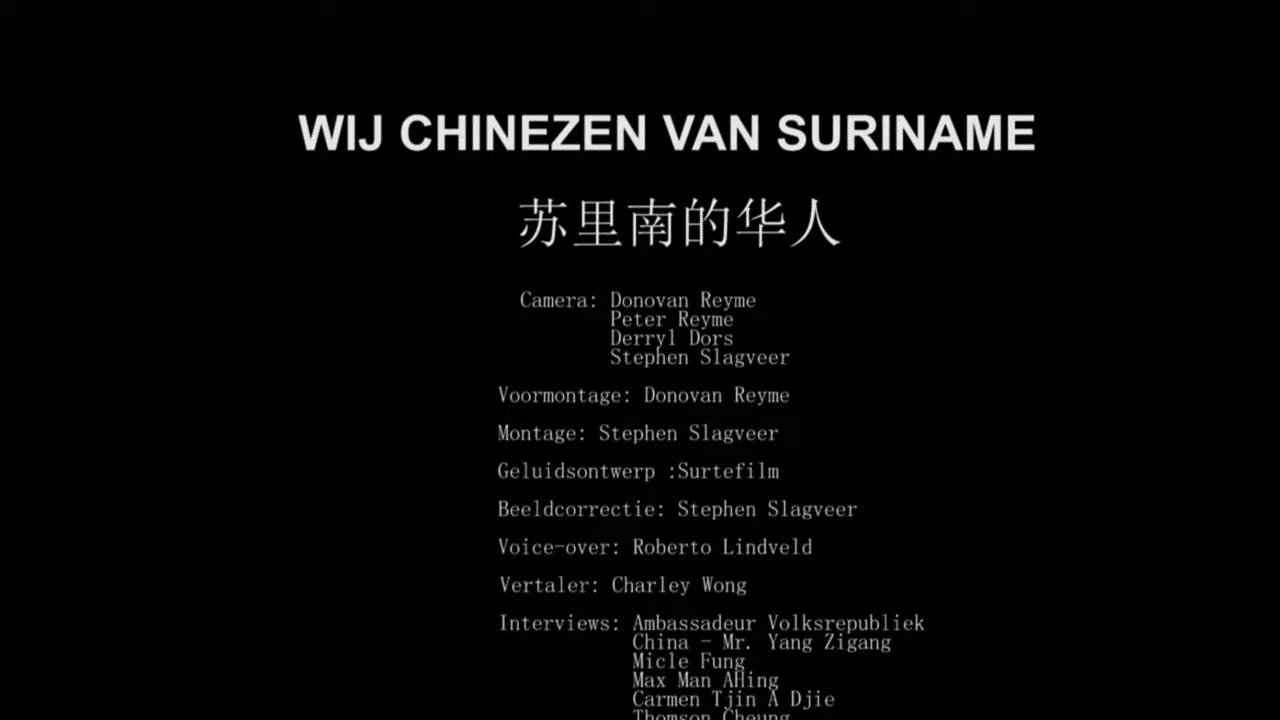 WIJ CHINEZEN VAN SURINAME
苏里南的华人
Camera: Donovan Reyme
Peter Reyme
Derryl Dors
Stephen Slagveer
Voormontage: Donovan Reyme
Montage: Stephen Slagveer
Geluidsontwerp :Surtefilm
Beeldcorrectie: Stephen Slagveer
Voice-over: Roberto Lindveld
Vertaler: Charley Wong
Interviews: Ambassadeur Volksrepubliek
China - Mr. Yang Zigang
Micle Fung
Max Man AHing
Carmen Tjin A Djie
Thomson Cheung